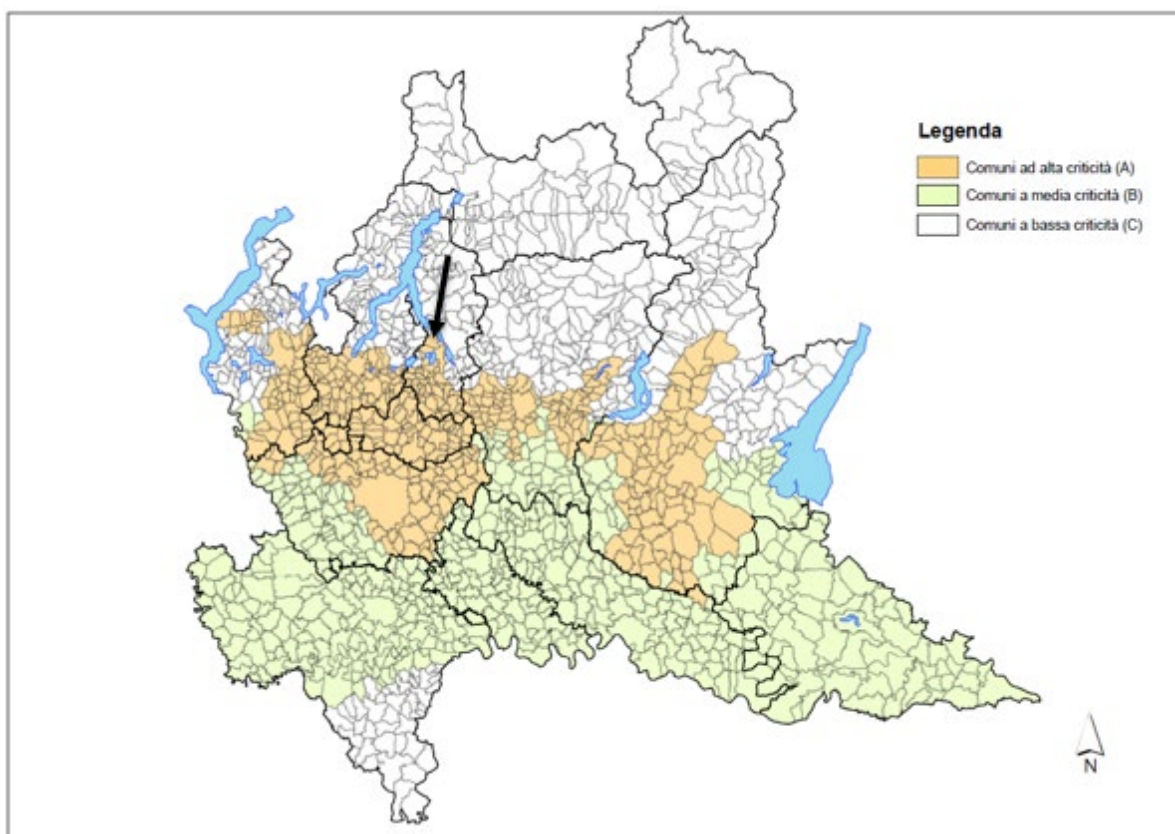 Legenda
Comuni ad alta criticità (A)
Comuni a media criticità (B)
Comuni a bassa criticità (C)
N